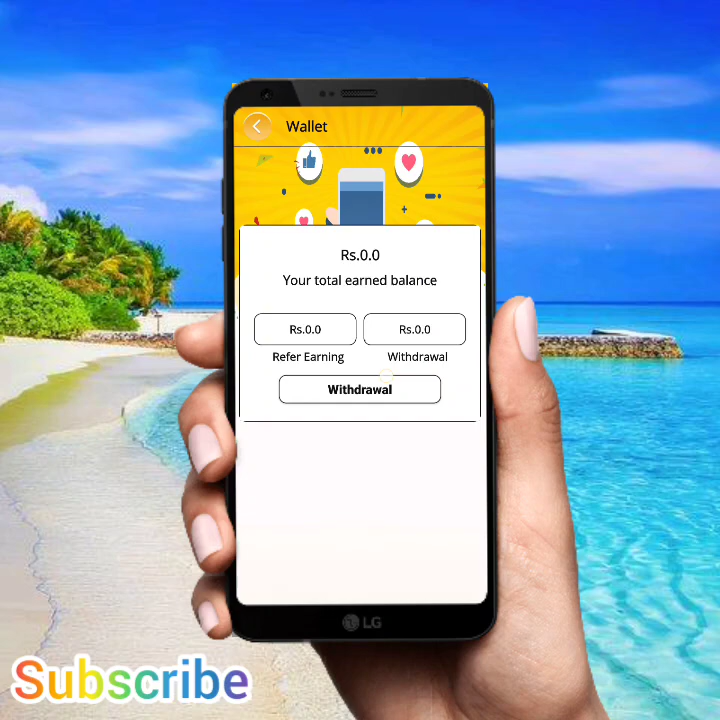 Wallet
Rs.0.0
Your total earned balance
Rs.0.0 Rs.0.0
Refer Earning Withdrawal
Withdrawal
LG
Subscribe